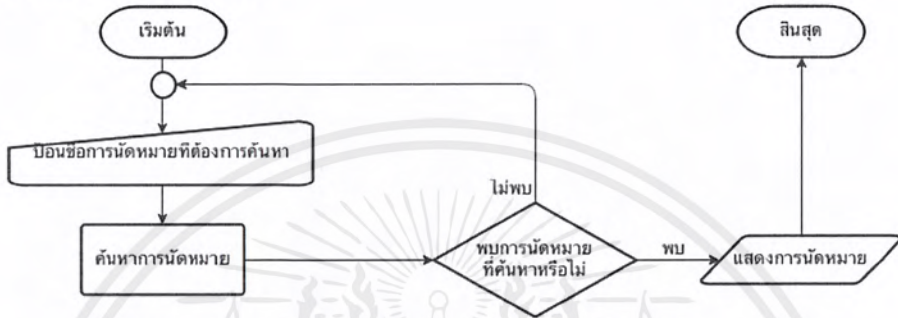 เริ่มต้น
สิ้นสุด
ป้อนชื่อการนัดหมายที่ต้องการค้นหา
ไม่พบ
ค้นหาการนัดหมาย
พบการนัดหมาย
ที่ค้นหาหรือไม่
พบ
แสดงการนัดหมาย